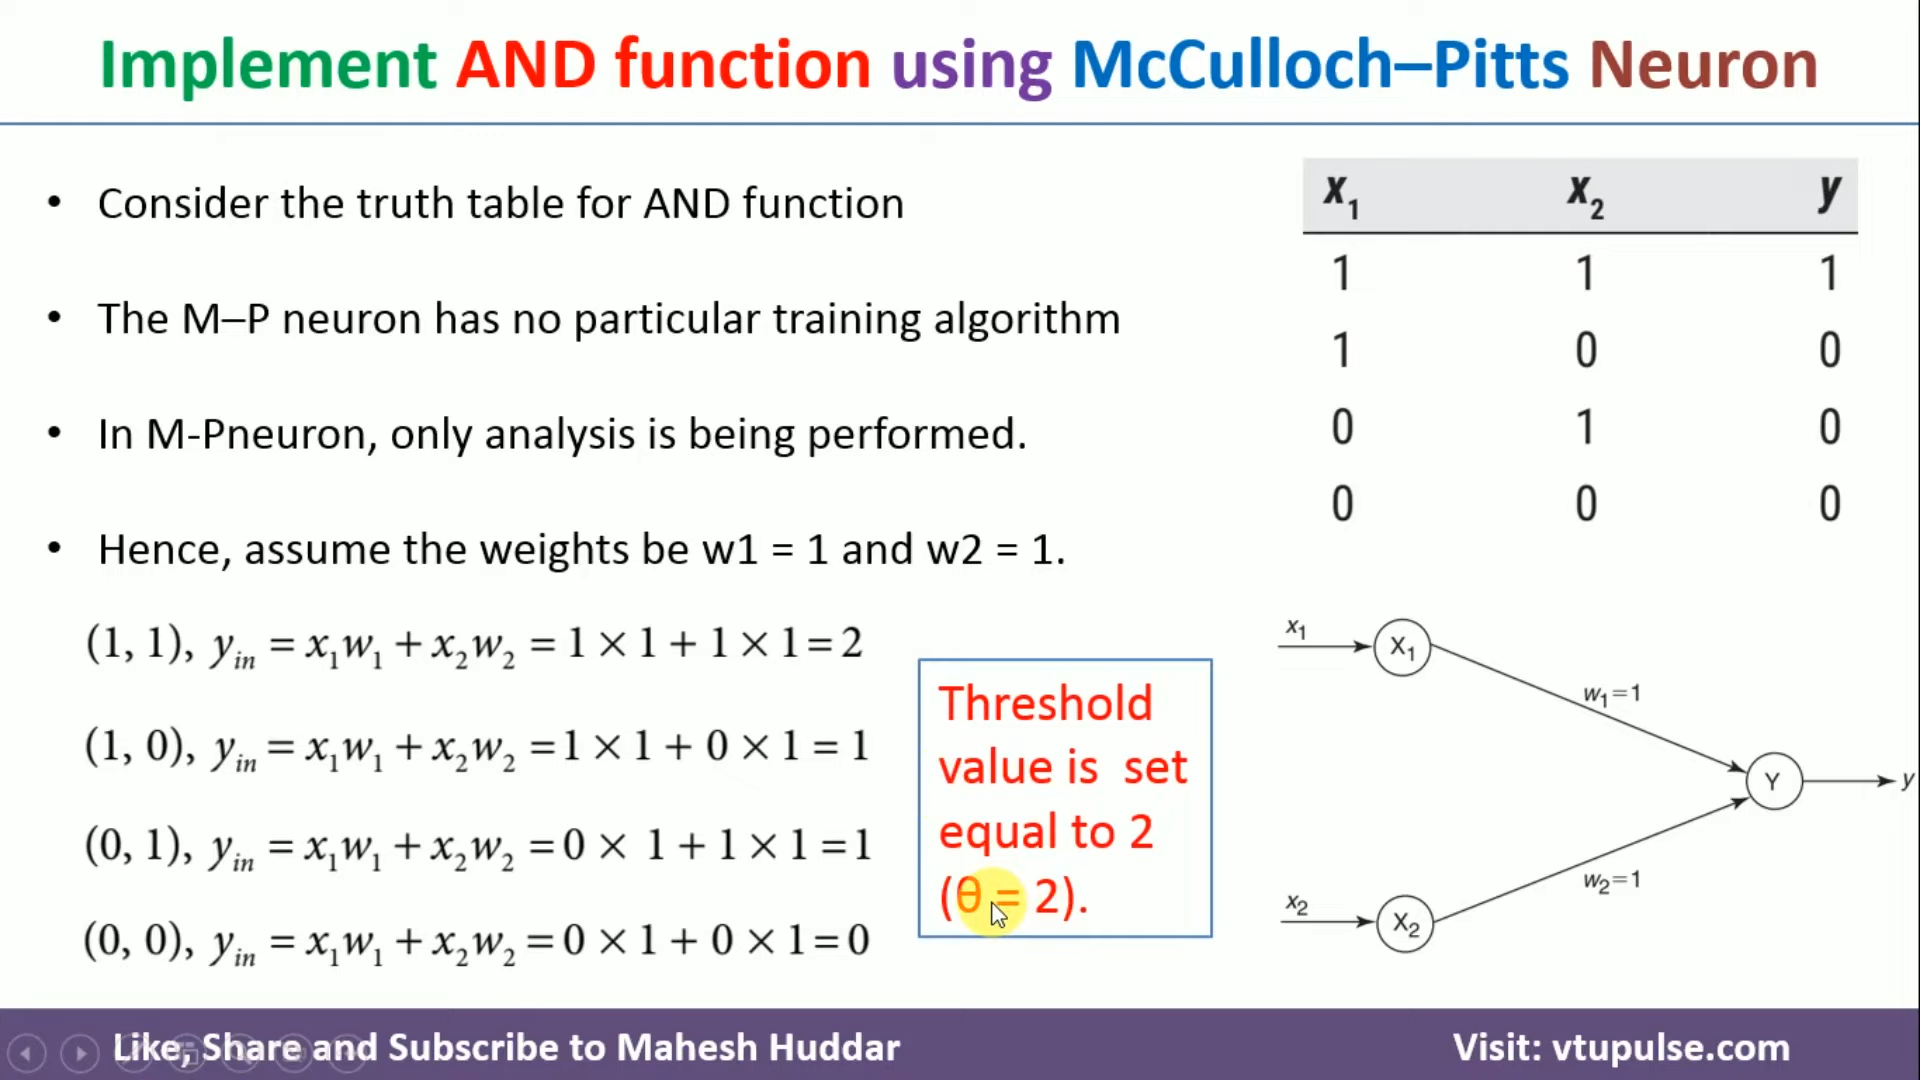 Implement AND function using McCulloch–Pitts Neuron
• Consider the truth table for AND function
• The M–P neuron has no particular training algorithm
• In M-Pneuron, only analysis is being performed.
• Hence, assume the weights be w1 = 1 and w2 = 1.
(1, 1), y_in = x₁w₁ + x₂w₂ = 1 × 1 + 1 × 1 = 2
(1, 0), y_in = x₁w₁ + x₂w₂ = 1 × 1 + 0 × 1 = 1
(0, 1), y_in = x₁w₁ + x₂w₂ = 0 × 1 + 1 × 1 = 1
(0, 0), y_in = x₁w₁ + x₂w₂ = 0 × 1 + 0 × 1 = 0
Threshold
value is set
equal to 2
(θ = 2).
x₁ x₂ y
1 1 1
1 0 0
0 1 0
0 0 0
x₁
X₁
w₁=1
Y
y
w₂=1
x₂
X₂
Like, Share and Subscribe to Mahesh Huddar
Visit: vtupulse.com